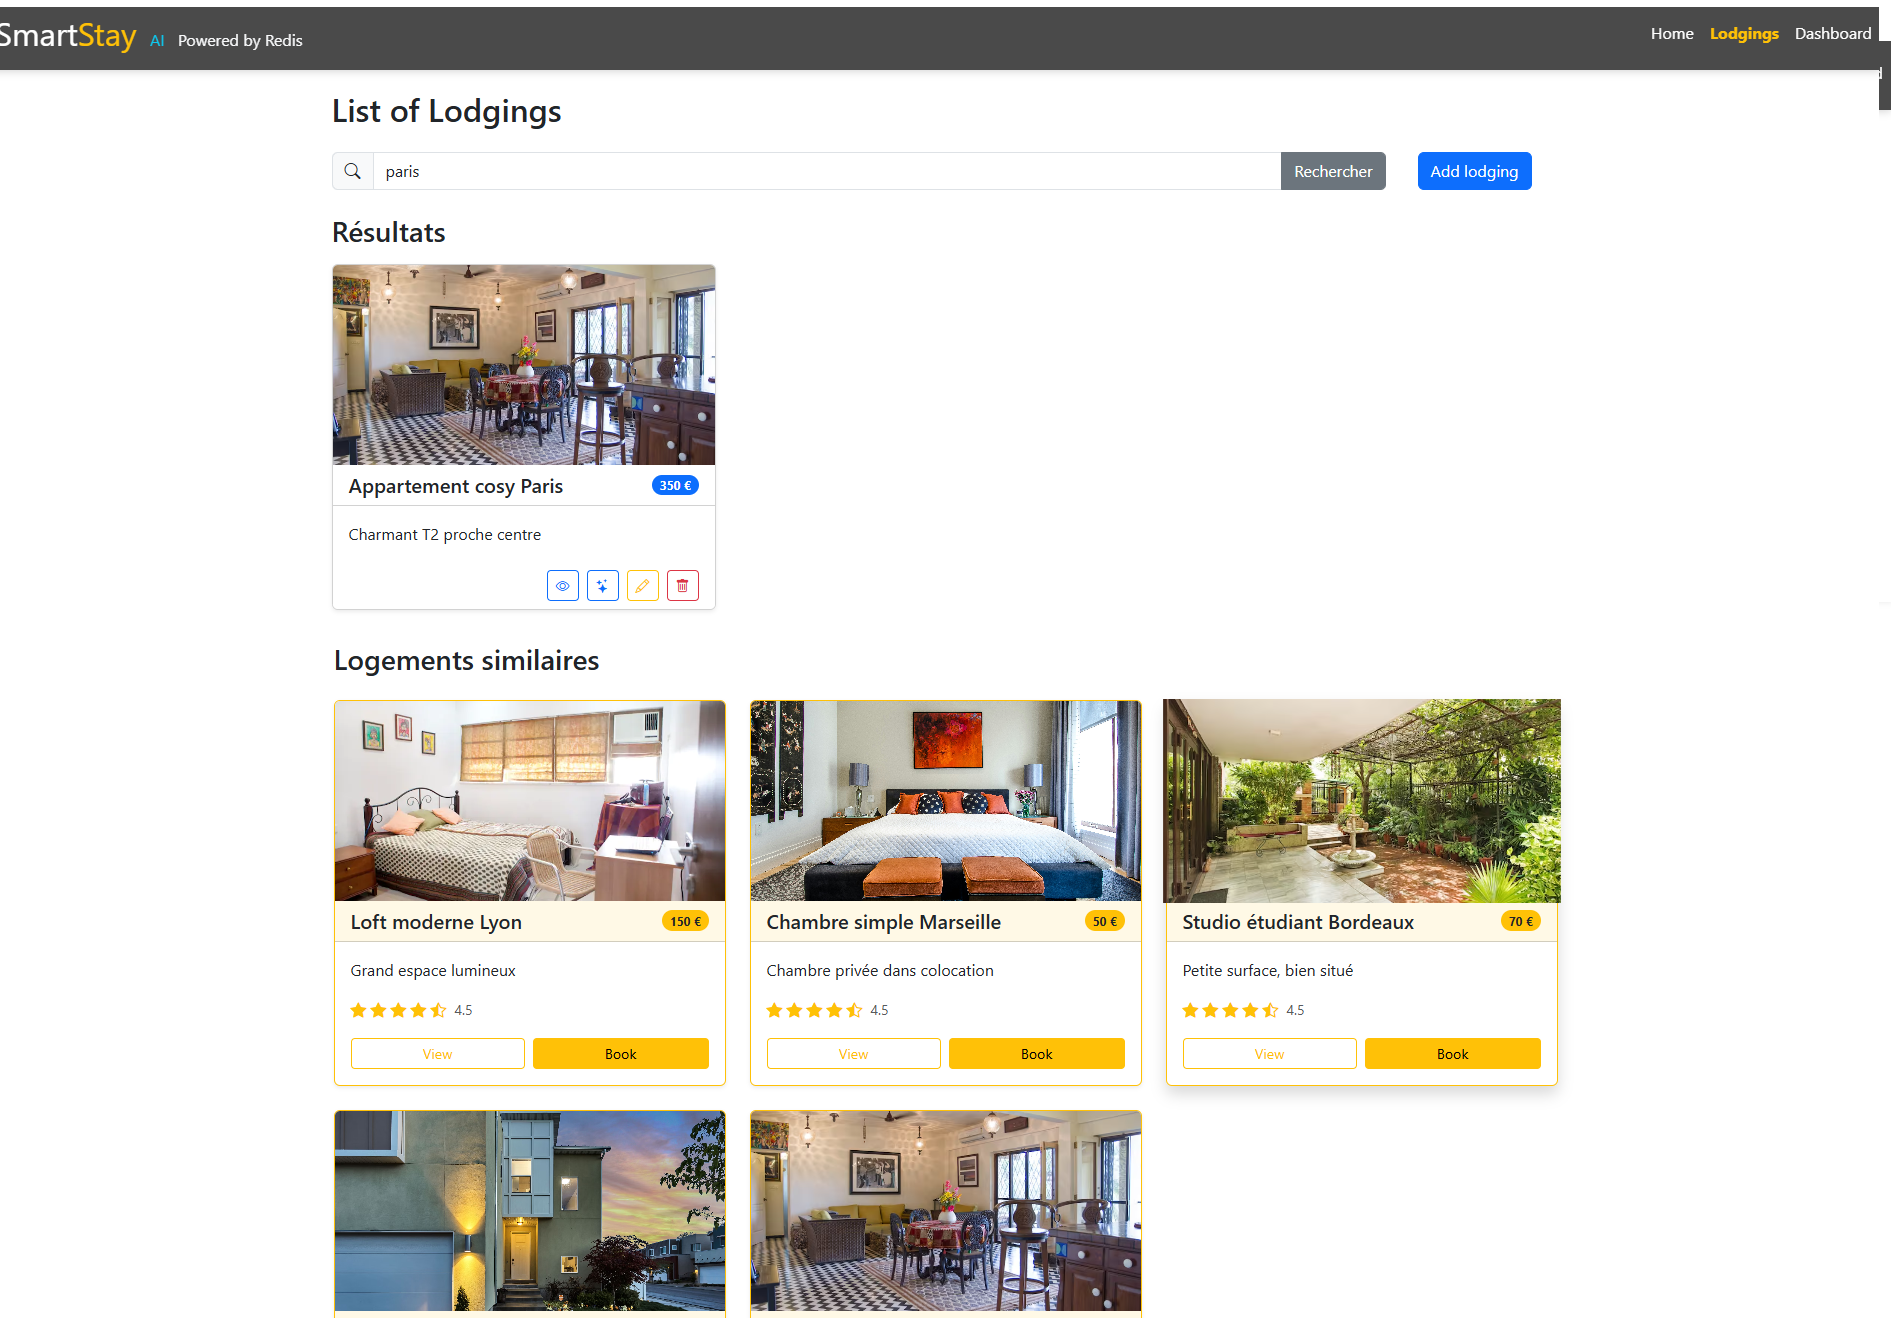 SmartStay AI Powered by Redis
Home Lodgings Dashboard
d
List of Lodgings
paris
Rechercher
Add lodging
Résultats
Appartement cosy Paris
350 €
Charmant T2 proche centre
Logements similaires
Loft moderne Lyon
150 €
Grand espace lumineux
4.5
View
Book
Chambre simple Marseille
50 €
Chambre privée dans colocation
4.5
View
Book
Studio étudiant Bordeaux
70 €
Petite surface, bien situé
4.5
View
Book